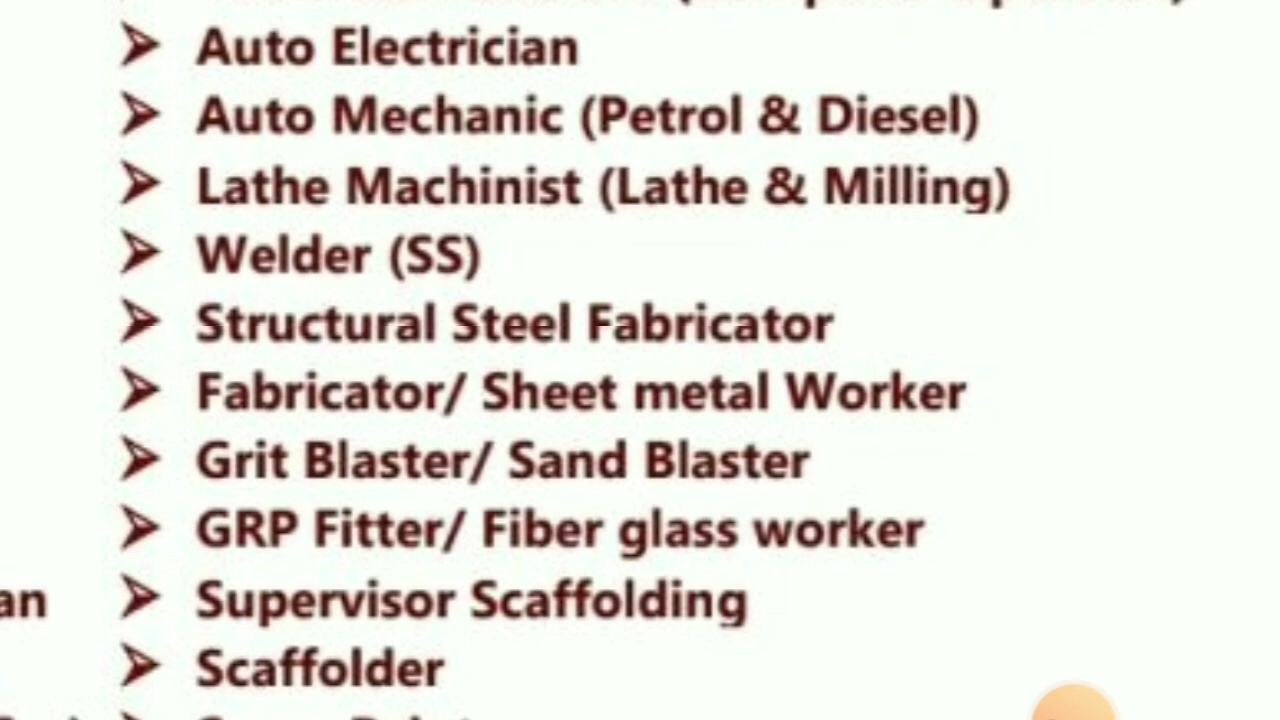 Auto Electrician
Auto Mechanic (Petrol & Diesel)
Lathe Machinist (Lathe & Milling)
Welder (SS)
Structural Steel Fabricator
Fabricator/ Sheet metal Worker
Grit Blaster/ Sand Blaster
GRP Fitter/ Fiber glass worker
an Supervisor Scaffolding
Scaffolder